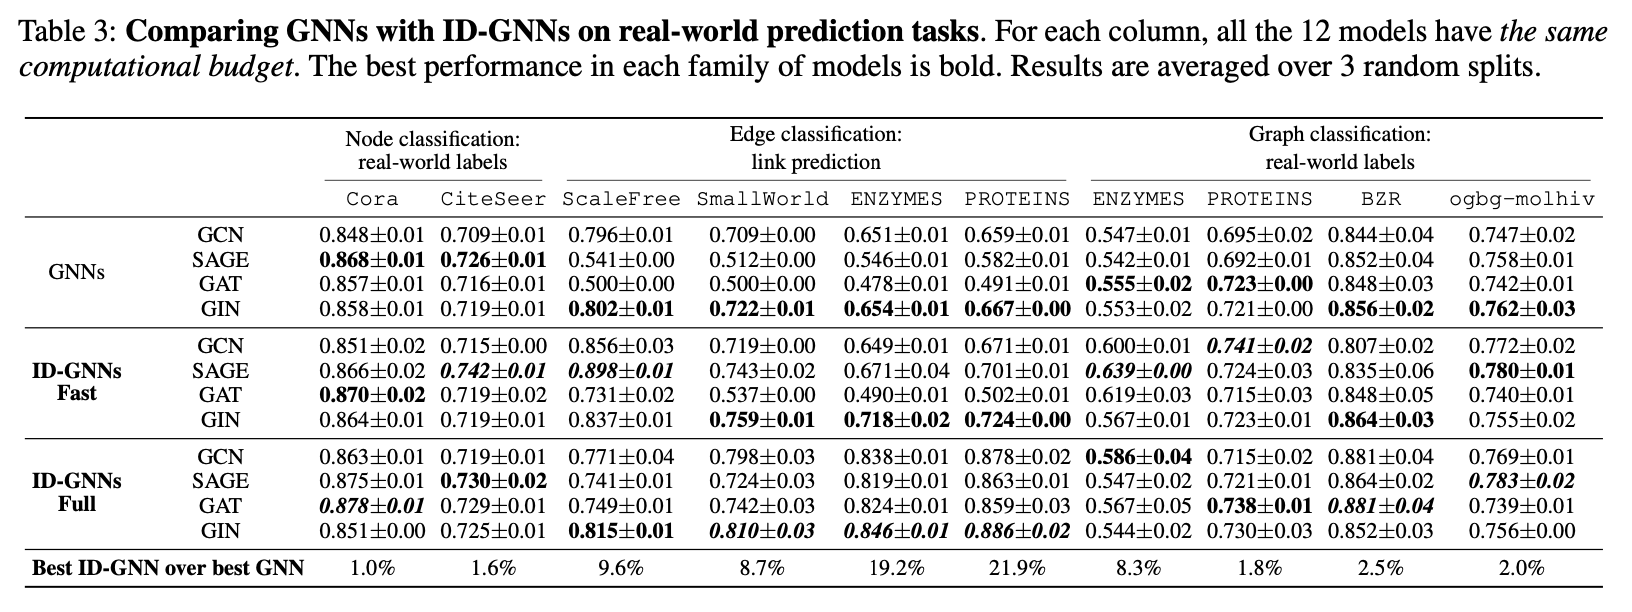 Table 3: Comparing GNNs with ID-GNNs on real-world prediction tasks. For each column, all the 12 models have the same
computational budget. The best performance in each family of models is bold. Results are averaged over 3 random splits.
Node classification: Edge classification: Graph classification:
real-world labels link prediction real-world labels
Cora CiteSeer ScaleFree SmallWorld ENZYMES PROTEINS ENZYMES PROTEINS BZR ogbg-molhiv
GNNs
GCN 0.848±0.01 0.709±0.01 0.796±0.01 0.709±0.00 0.651±0.01 0.659±0.01 0.547±0.01 0.695±0.02 0.844±0.04 0.747±0.02
SAGE 0.868±0.01 0.726±0.01 0.541±0.00 0.512±0.00 0.546±0.01 0.582±0.01 0.542±0.01 0.692±0.01 0.852±0.04 0.758±0.01
GAT 0.857±0.01 0.716±0.01 0.500±0.00 0.500±0.00 0.478±0.01 0.491±0.01 0.555±0.02 0.723±0.00 0.848±0.03 0.742±0.01
GIN 0.858±0.01 0.719±0.01 0.802±0.01 0.722±0.01 0.654±0.01 0.667±0.00 0.553±0.02 0.721±0.00 0.856±0.02 0.762±0.03
ID-GNNs
Fast
GCN 0.851±0.02 0.715±0.00 0.856±0.03 0.719±0.00 0.649±0.01 0.671±0.01 0.600±0.01 0.741±0.02 0.807±0.02 0.772±0.02
SAGE 0.866±0.02 0.742±0.01 0.898±0.01 0.743±0.02 0.671±0.04 0.701±0.01 0.639±0.00 0.724±0.03 0.835±0.06 0.780±0.01
GAT 0.870±0.02 0.719±0.02 0.731±0.02 0.537±0.00 0.490±0.01 0.502±0.01 0.619±0.03 0.715±0.03 0.848±0.05 0.740±0.01
GIN 0.864±0.01 0.719±0.01 0.837±0.01 0.759±0.01 0.718±0.02 0.724±0.00 0.567±0.01 0.723±0.01 0.864±0.03 0.755±0.02
ID-GNNs
Full
GCN 0.863±0.01 0.719±0.01 0.771±0.04 0.798±0.03 0.838±0.01 0.878±0.02 0.586±0.04 0.715±0.02 0.881±0.04 0.769±0.01
SAGE 0.875±0.01 0.730±0.02 0.741±0.01 0.724±0.03 0.819±0.01 0.863±0.01 0.547±0.02 0.721±0.01 0.864±0.02 0.783±0.02
GAT 0.878±0.01 0.729±0.01 0.749±0.01 0.742±0.03 0.824±0.01 0.859±0.03 0.567±0.05 0.738±0.01 0.881±0.04 0.739±0.01
GIN 0.851±0.00 0.725±0.01 0.815±0.01 0.810±0.03 0.846±0.01 0.886±0.02 0.544±0.02 0.730±0.03 0.852±0.03 0.756±0.00
Best ID-GNN over best GNN 1.0% 1.6% 9.6% 8.7% 19.2% 21.9% 8.3% 1.8% 2.5% 2.0%